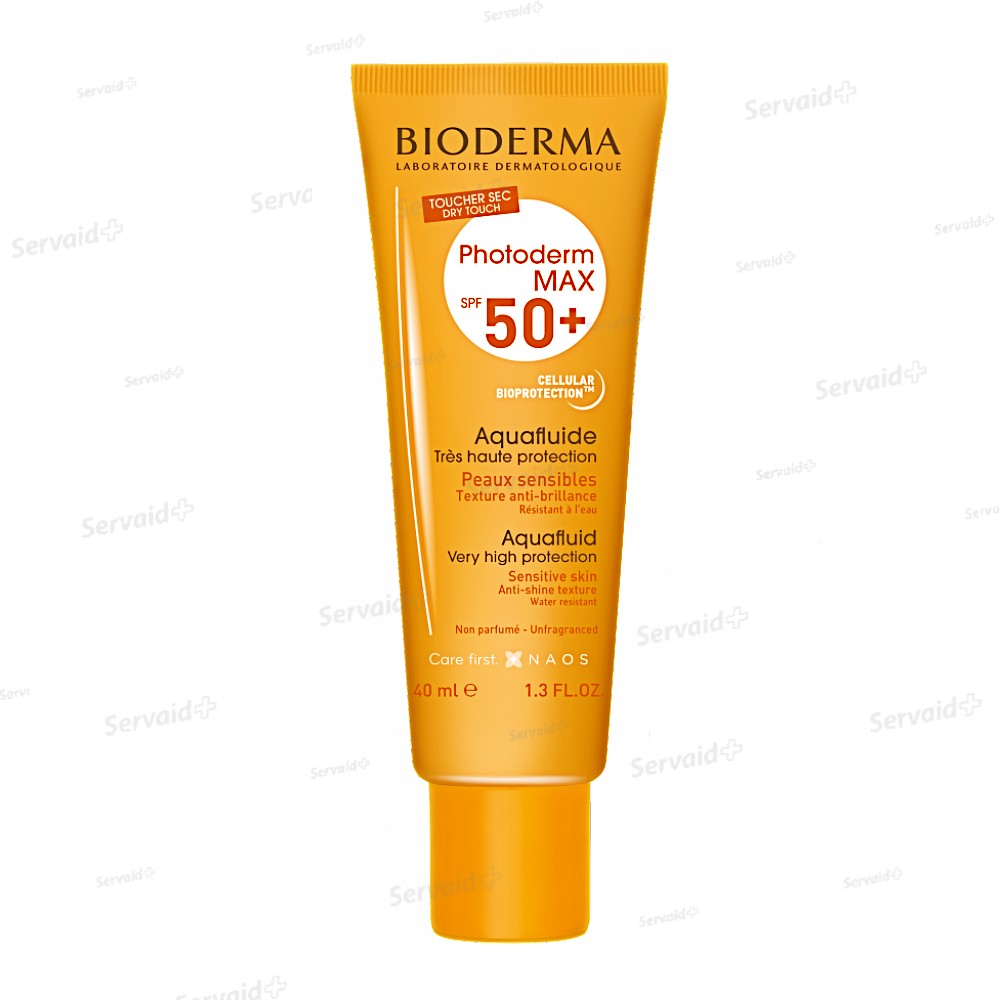 BIODERMA
LABORATOIRE DERMATOLOGIQUE
TOUCHER SEC
DRY TOUCH
Photoderm
MAX
SPF 50+
CELLULAR
BIOPROTECTION™
Aquafluide
Très haute protection
Peaux sensibles
Texture anti-brillance
Résistant à l'eau
Aquafluid
Very high protection
Sensitive skin
Anti-shine texture
Water resistant
Non parfumé - Unfragranced
Care first. NAOS
40 ml ℮ 1.3 FL.OZ.
Servaid+